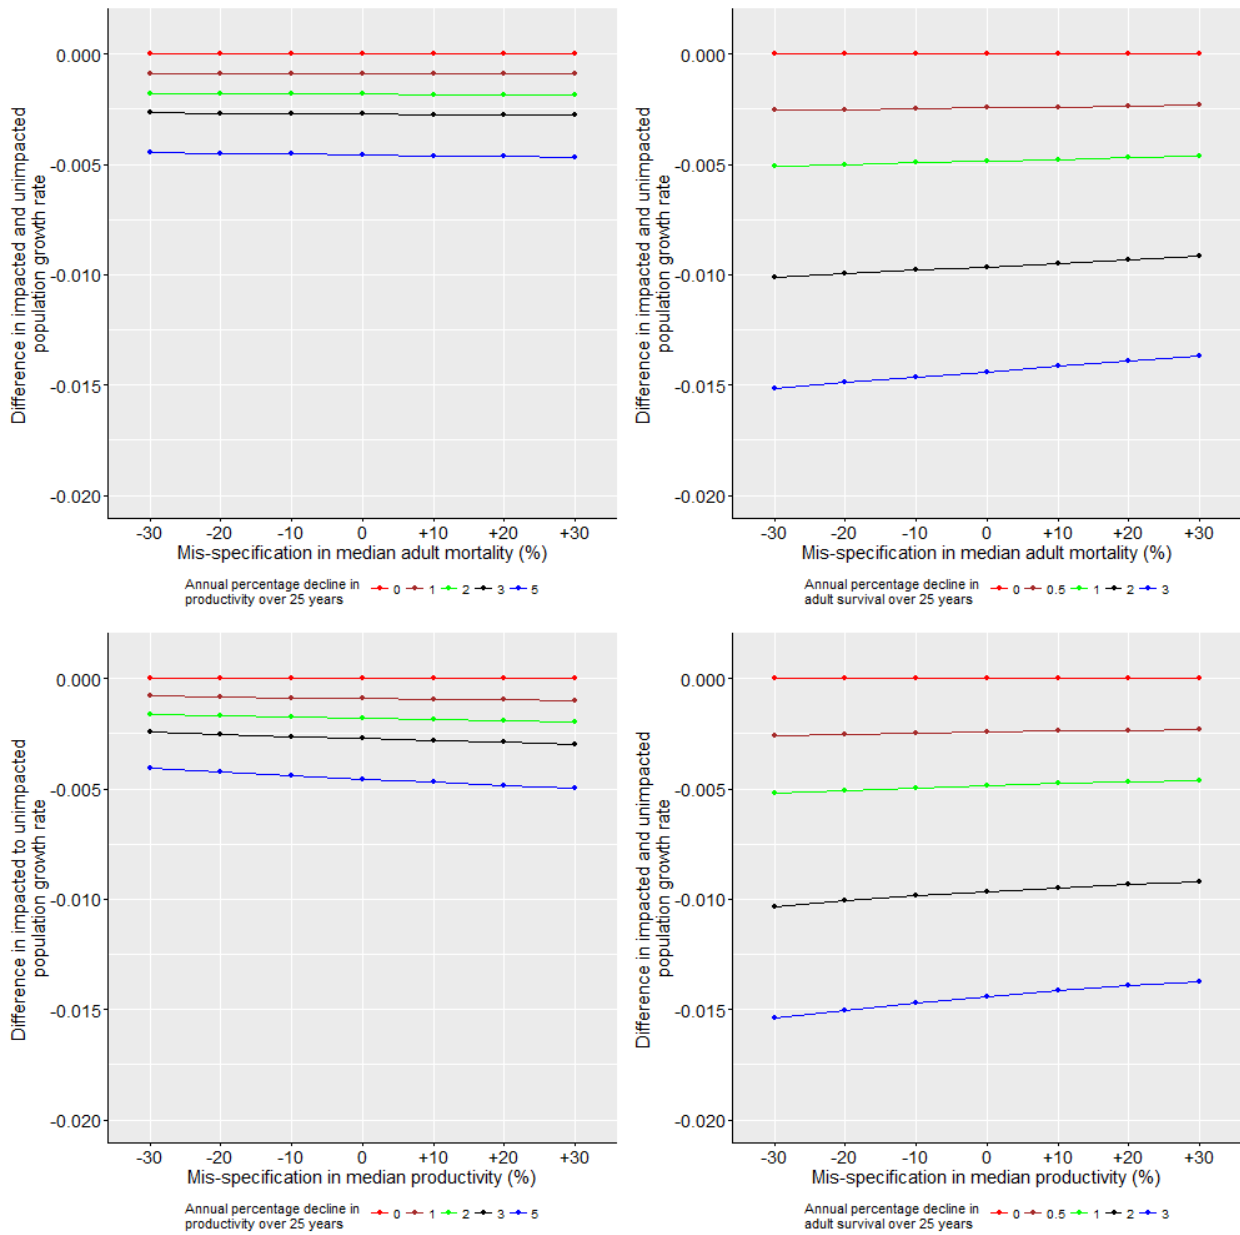 Difference in impacted and unimpacted
population growth rate
0.000
-0.005
-0.010
-0.015
-0.020
-30 -20 -10 0 +10 +20 +30
Mis-specification in median adult mortality (%)
Annual percentage decline in
productivity over 25 years
0 1 2 3 5
Difference in impacted and unimpacted
population growth rate
0.000
-0.005
-0.010
-0.015
-0.020
-30 -20 -10 0 +10 +20 +30
Mis-specification in median adult mortality (%)
Annual percentage decline in
adult survival over 25 years
0 0.5 1 2 3
Difference in impacted to unimpacted
population growth rate
0.000
-0.005
-0.010
-0.015
-0.020
-30 -20 -10 0 +10 +20 +30
Mis-specification in median productivity (%)
Annual percentage decline in
productivity over 25 years
0 1 2 3 5
Difference in impacted and unimpacted
population growth rate
0.000
-0.005
-0.010
-0.015
-0.020
-30 -20 -10 0 +10 +20 +30
Mis-specification in median productivity (%)
Annual percentage decline in
adult survival over 25 years
0 0.5 1 2 3